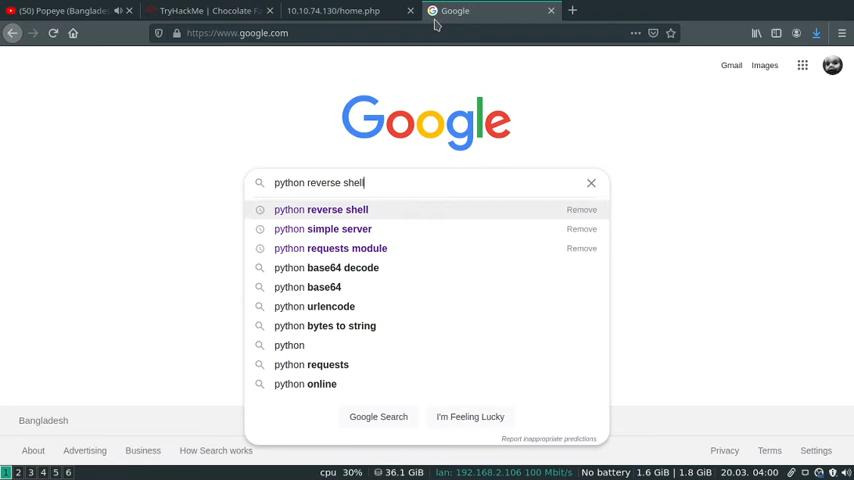 (50) Popeye (Banglades
TryHackMe | Chocolate Fa
10.10.74.130/home.php
Google
https://www.google.com
Gmail
Images
Google
python reverse shell
python reverse shell
Remove
python simple server
Remove
python requests module
Remove
python base64 decode
python base64
python urlencode
python bytes to string
python
python requests
python online
Google Search
I'm Feeling Lucky
Report inappropriate predictions
Bangladesh
About
Advertising
Business
How Search works
Privacy
Terms
Settings
1 2 3 4 5 6
cpu 30%
36.1 GiB
lan: 192.168.2.106 100 Mbit/s
No battery
1.6 GiB | 1.8 GiB
20.03. 04:00